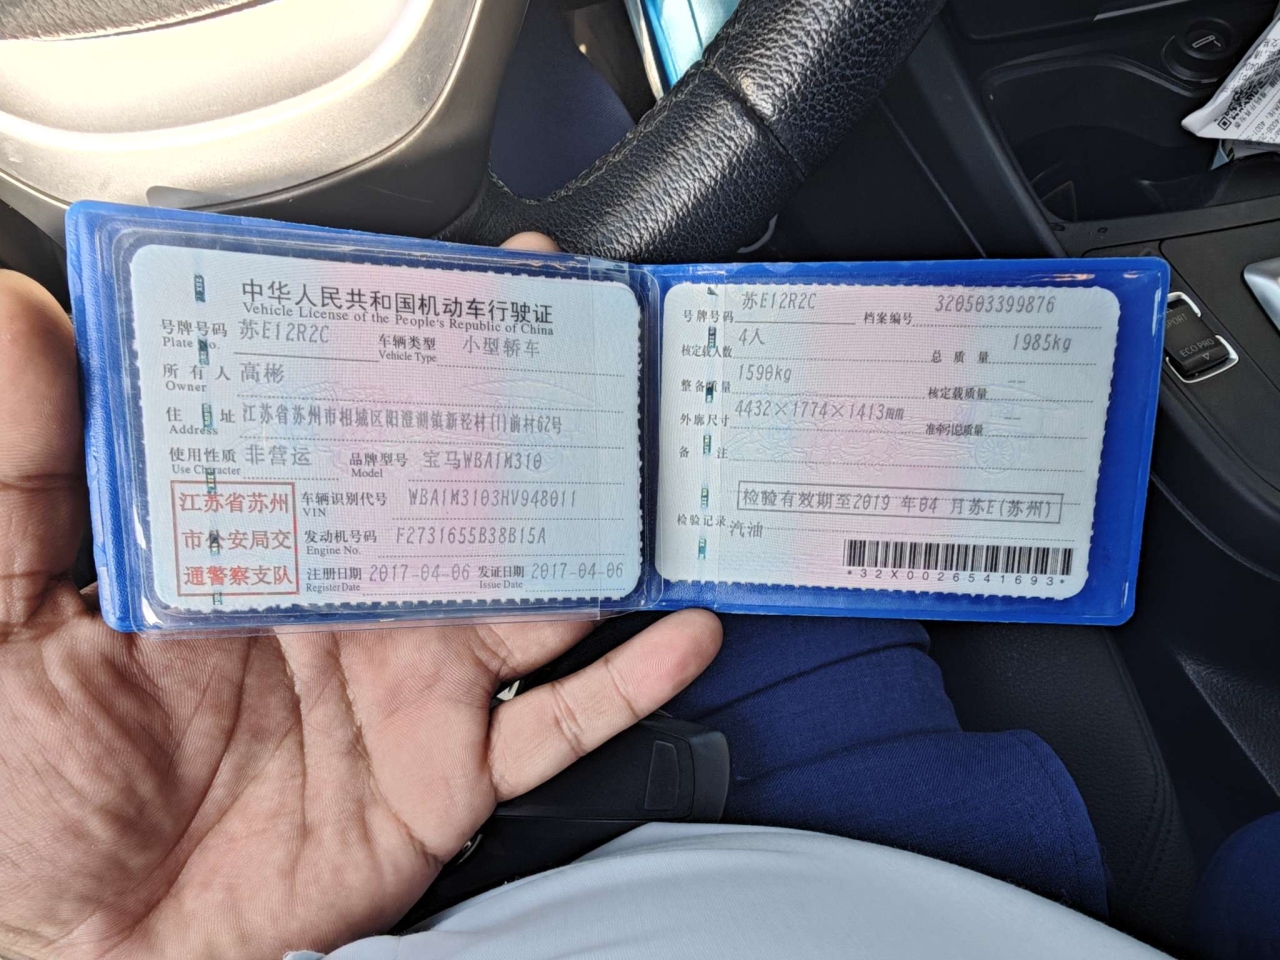 中华人民共和国机动车行驶证
Vehicle License of the People's Republic of China
号牌号码 苏E12R2C 车辆类型 小型轿车
Plate No. Vehicle Type
所有人 高彬
Owner
住址 江苏省苏州市相城区阳澄湖镇新泾村(1)前村62号
Address
使用性质 非营运 品牌型号 宝马WBA1M310
Use Character Model
江苏省苏州
市公安局交
通警察支队
车辆识别代号 WBA1M3103HV948011
VIN
发动机号码 F2731655B38B15A
Engine No.
注册日期 2017-04-06 发证日期 2017-04-06
Register Date Issue Date
号牌号码 苏E12R2C 档案编号 320503399876
核定载人数 4人 总质量 1985kg
整备质量 1590kg 核定载质量 --
外廓尺寸 4432×1774×1413mm 准牵引总质量 --
备注
检验有效期至2019年04月苏E(苏州)
检验记录 汽油
*32X0026541693*
SPORT
ECO PRO